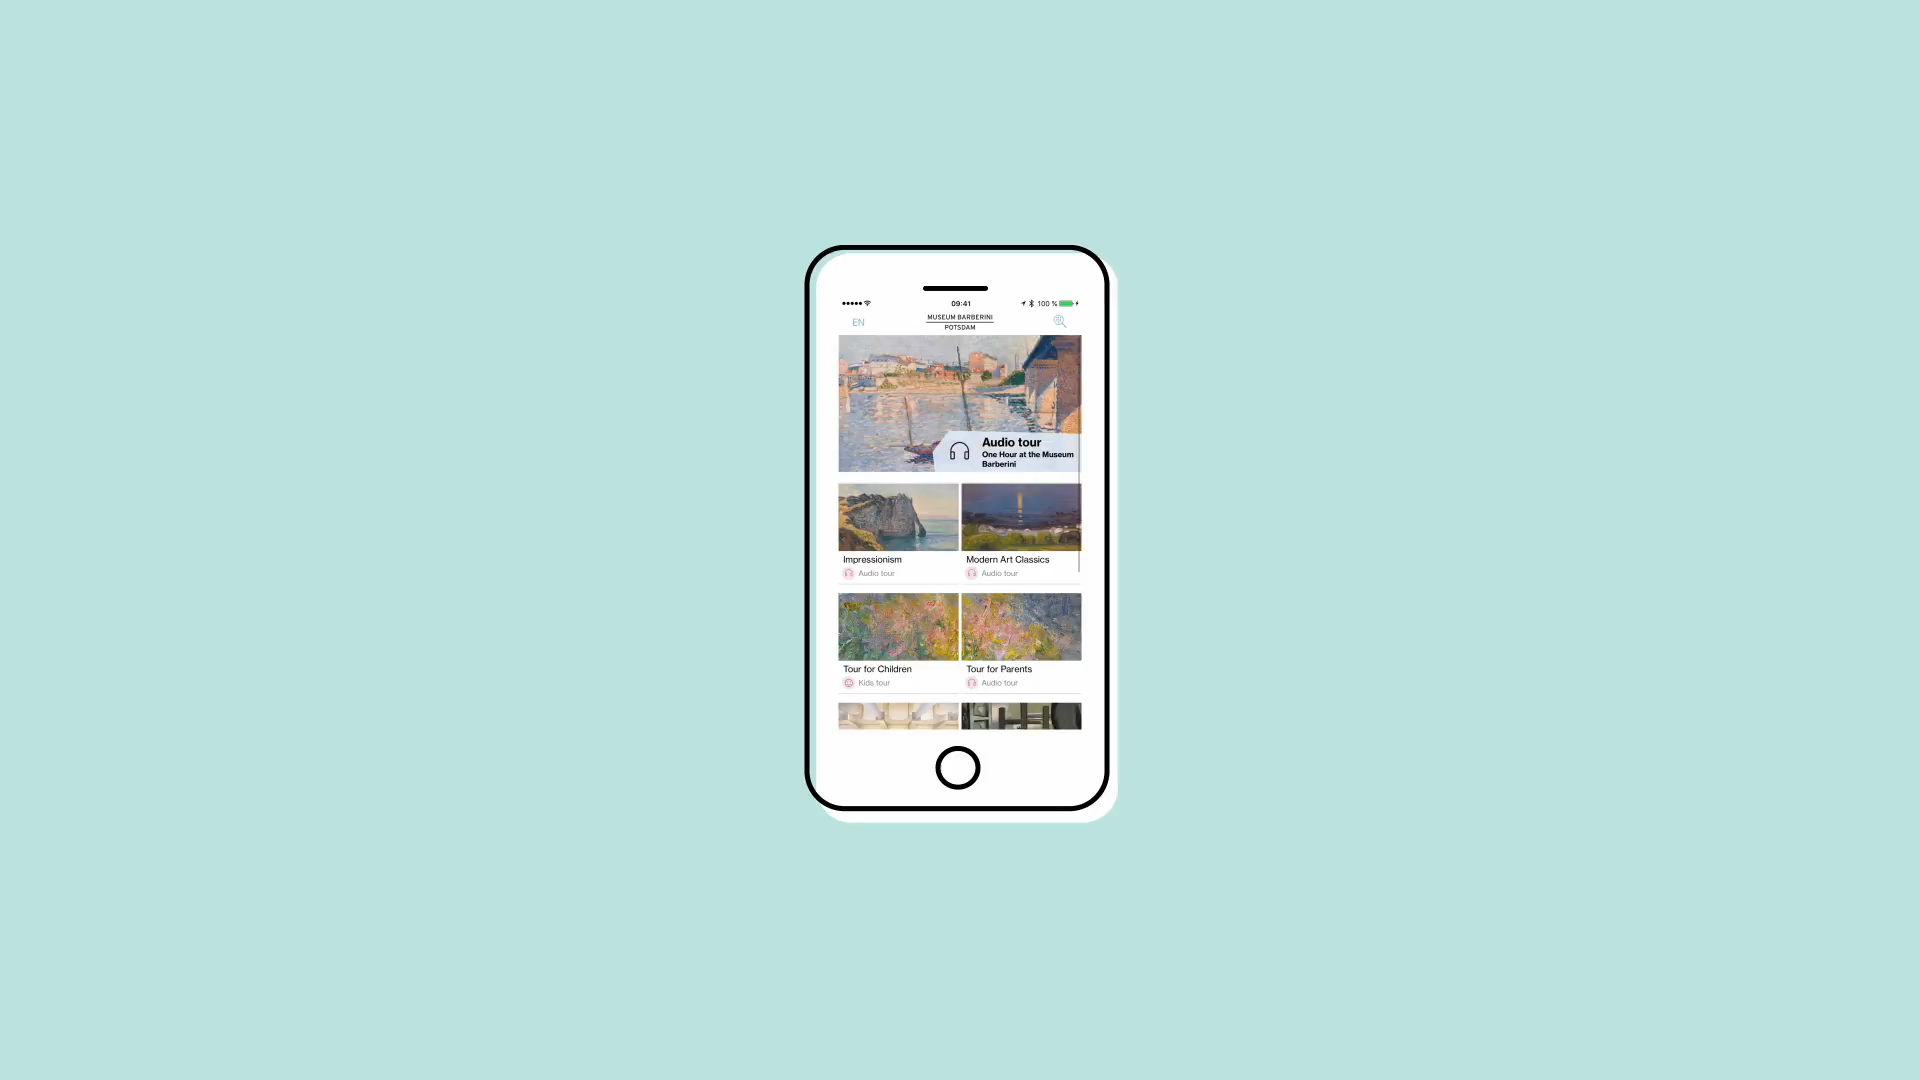 09:41
100 %
EN
MUSEUM BARBERINI
POTSDAM
Audio tour
One Hour at the Museum
Barberini
Impressionism
Audio tour
Modern Art Classics
Audio tour
Tour for Children
Kids tour
Tour for Parents
Audio tour